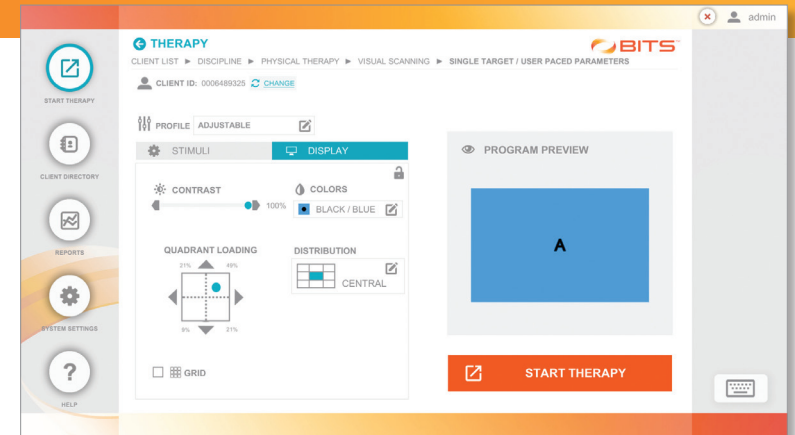 admin
THERAPY
BITS™
CLIENT LIST ► DISCIPLINE ► PHYSICAL THERAPY ► VISUAL SCANNING ► SINGLE TARGET / USER PACED PARAMETERS
CLIENT ID: 0006489325 CHANGE
START THERAPY
PROFILE ADJUSTABLE
STIMULI DISPLAY
PROGRAM PREVIEW
CLIENT DIRECTORY
CONTRAST
100%
COLORS
BLACK / BLUE
A
REPORTS
QUADRANT LOADING
21% 49%
9% 21%
DISTRIBUTION
CENTRAL
SYSTEM SETTINGS
GRID
START THERAPY
?
HELP